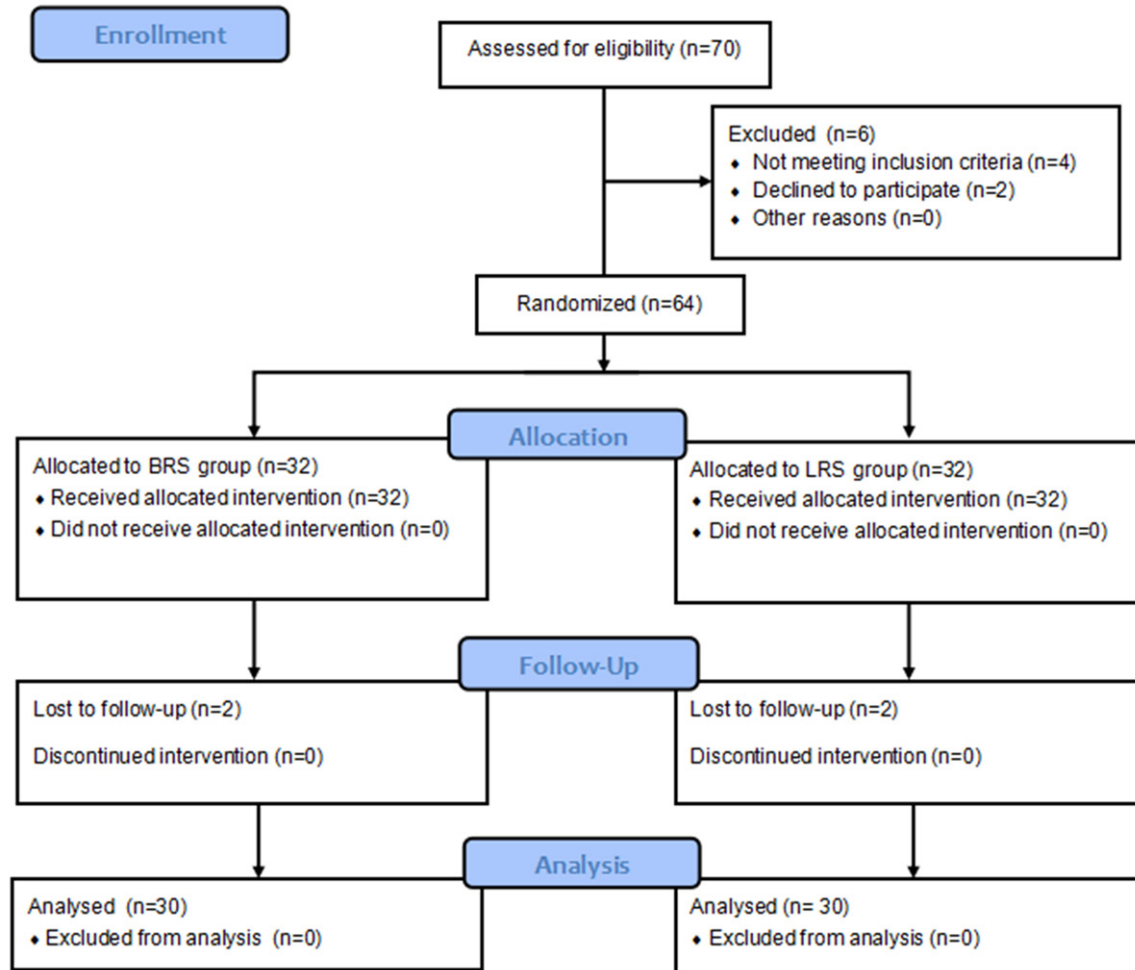 Enrollment
Assessed for eligibility (n=70)
Excluded (n=6)
♦ Not meeting inclusion criteria (n=4)
♦ Declined to participate (n=2)
♦ Other reasons (n=0)
Randomized (n=64)
Allocation
Allocated to BRS group (n=32)
♦ Received allocated intervention (n=32)
♦ Did not receive allocated intervention (n=0)
Allocated to LRS group (n=32)
♦ Received allocated intervention (n=32)
♦ Did not receive allocated intervention (n=0)
Follow-Up
Lost to follow-up (n=2)
Discontinued intervention (n=0)
Lost to follow-up (n=2)
Discontinued intervention (n=0)
Analysis
Analysed (n=30)
♦ Excluded from analysis (n=0)
Analysed (n= 30)
♦ Excluded from analysis (n=0)